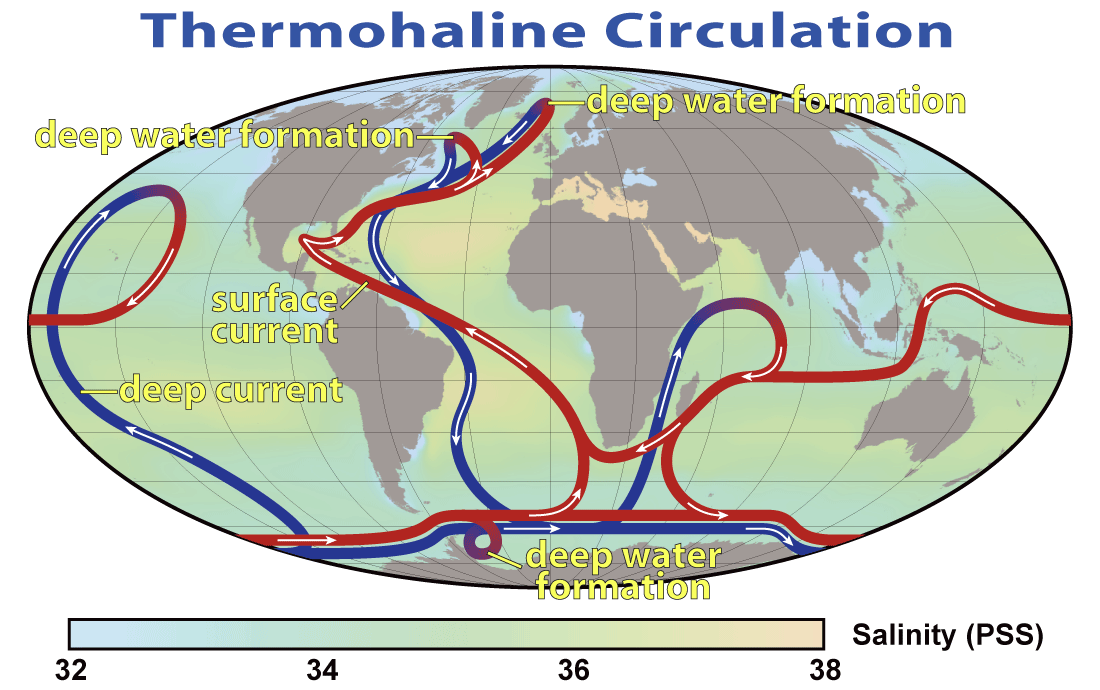 Thermohaline Circulation
deep water formation
deep water formation
surface
current
deep current
deep water
formation
Salinity (PSS)
32 34 36 38